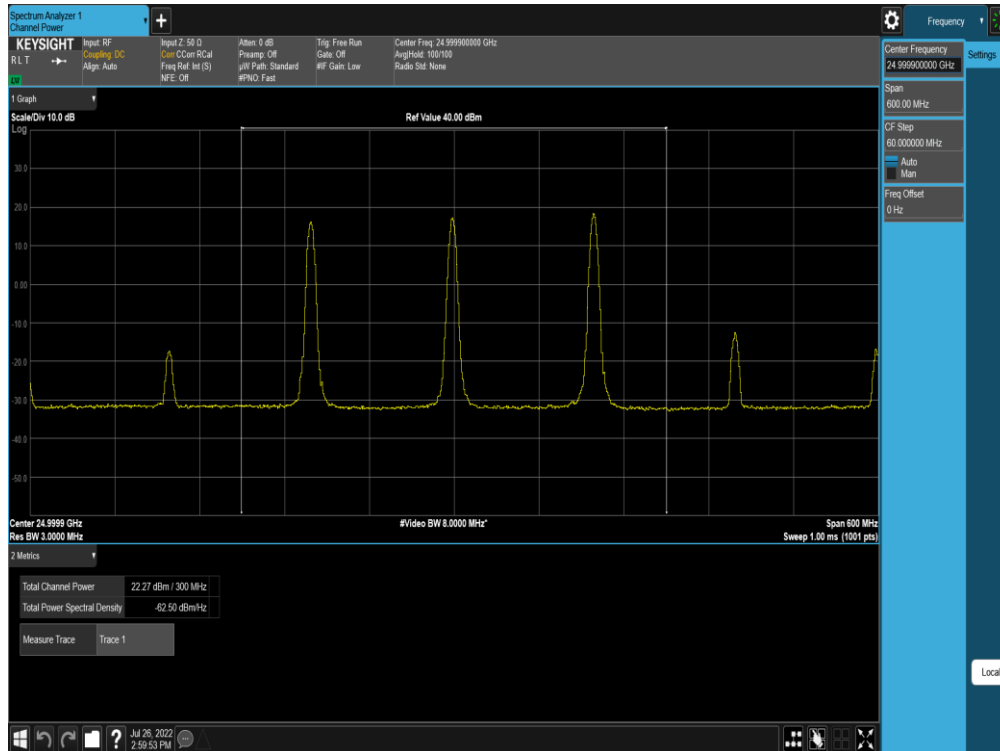 Spectrum Analyzer 1
Channel Power
+
Frequency
KEYSIGHT
R L T
LXI
Input: RF
Coupling: DC
Align: Auto
Input Z: 50 Ω
Corr CCorr RCal
Freq Ref: Int (S)
NFE: Off
Atten: 0 dB
Preamp: Off
µW Path: Standard
#PNO: Fast
Trig: Free Run
Gate: Off
#IF Gain: Low
Center Freq: 24.999900000 GHz
Avg|Hold: 100/100
Radio Std: None
Center Frequency
24.999900000 GHz
Settings
Span
600.00 MHz
CF Step
60.000000 MHz
Auto
Man
Freq Offset
0 Hz
1 Graph
Scale/Div 10.0 dB
Ref Value 40.00 dBm
Log
30.0
20.0
10.0
0.00
-10.0
-20.0
-30.0
-40.0
-50.0
Center 24.9999 GHz
#Video BW 8.0000 MHz*
Span 600 MHz
Res BW 3.0000 MHz
Sweep 1.00 ms (1001 pts)
2 Metrics
Total Channel Power 22.27 dBm / 300 MHz
Total Power Spectral Density -62.50 dBm/Hz
Measure Trace Trace 1
Local
?
Jul 26, 2022
2:59:53 PM